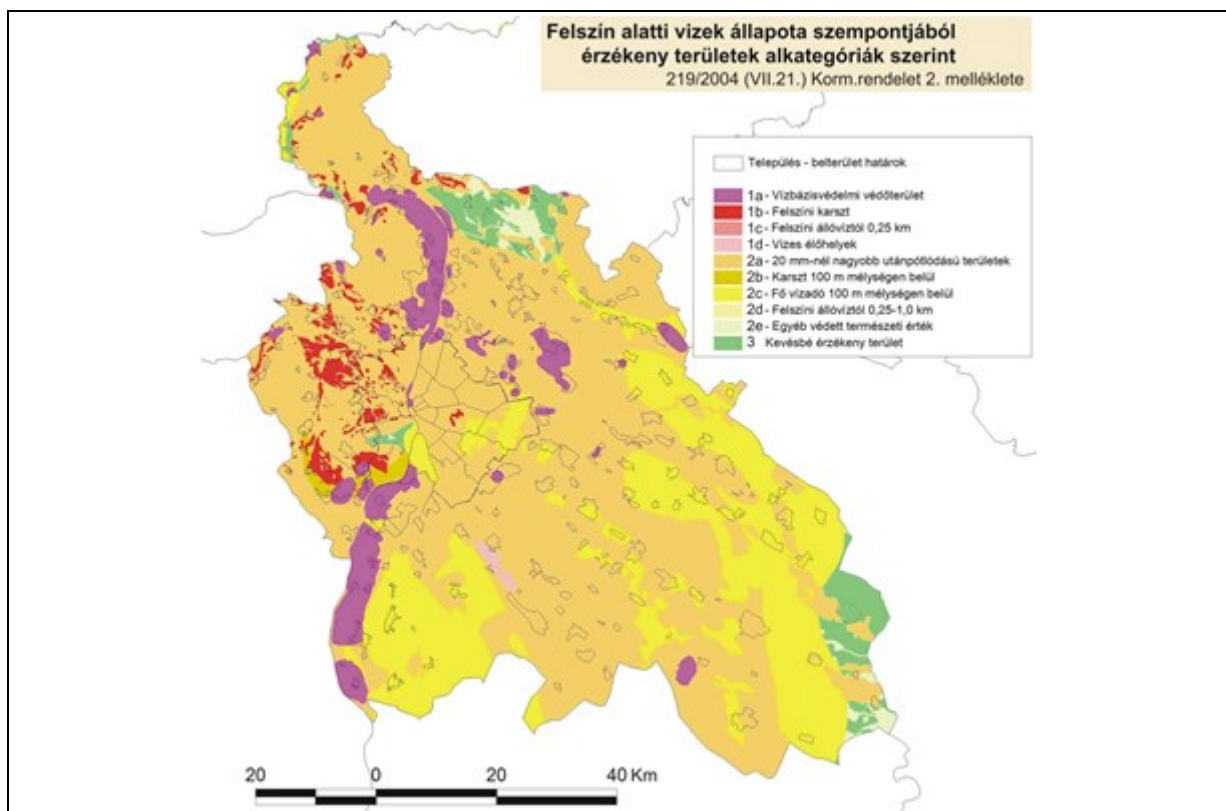 Felszín alatti vizek állapota szempontjából
érzékeny területek alkategóriák szerint
219/2004 (VII.21.) Korm.rendelet 2. melléklete
Település - belterület határok
1a - Vízbázisvédelmi védőterület
1b - Felszíni karszt
1c - Felszíni állóvíztól 0,25 km
1d - Vizes élőhelyek
2a - 20 mm-nél nagyobb utánpótlódású területek
2b - Karszt 100 m mélységen belül
2c - Fő vízadó 100 m mélységen belül
2d - Felszíni állóvíztól 0,25-1,0 km
2e - Egyéb védett természeti érték
3 Kevésbé érzékeny terület
20 0 20 40 Km